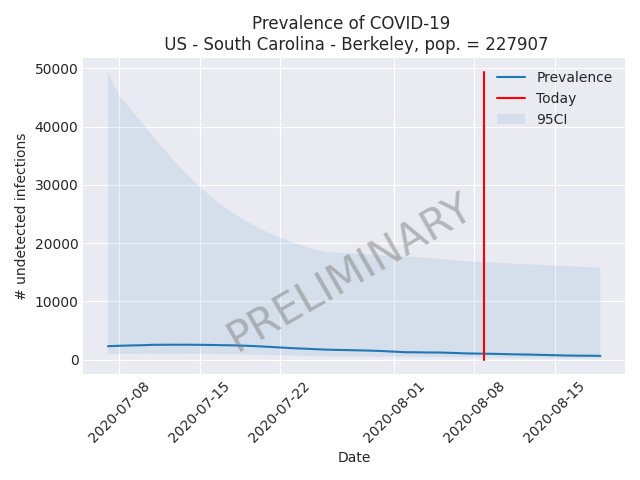 Prevalence of COVID-19
US - South Carolina - Berkeley, pop. = 227907
50000
40000
30000
20000
10000
0
# undetected infections
Prevalence
Today
95CI
PRELIMINARY
2020-07-08
2020-07-15
2020-07-22
2020-08-01
2020-08-08
2020-08-15
Date